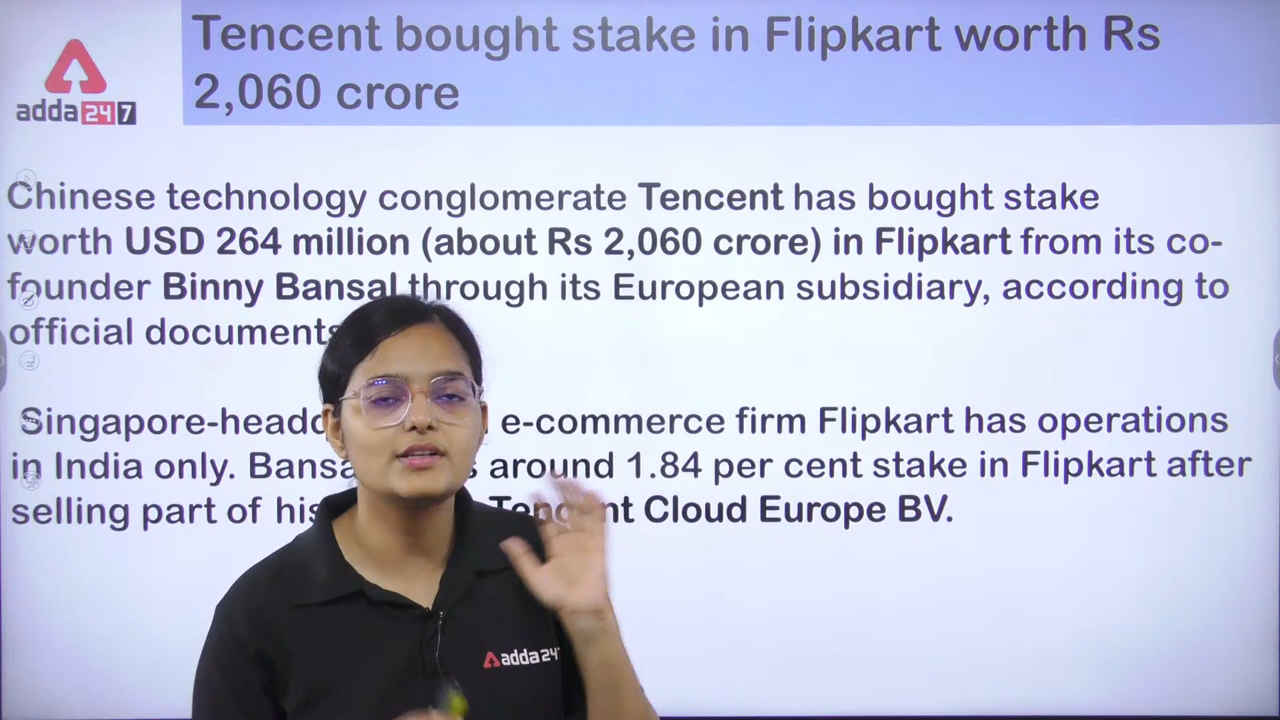 Tencent bought stake in Flipkart worth Rs
2,060 crore
adda247
Chinese technology conglomerate Tencent has bought stake
worth USD 264 million (about Rs 2,060 crore) in Flipkart from its co-
founder Binny Bansal through its European subsidiary, according to
official documents
Singapore- e-commerce firm Flipkart has operations
in India only. around 1.84 per cent stake in Flipkart after
selling part of his Tencent Cloud Europe BV.
adda24